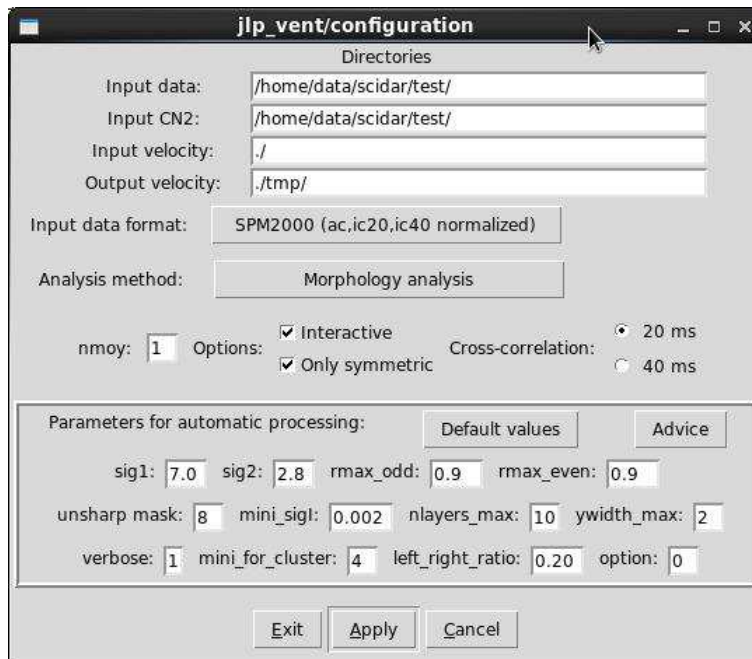 jlp_vent/configuration
Directories
Input data: /home/data/scidar/test/
Input CN2: /home/data/scidar/test/
Input velocity: ./
Output velocity: ./tmp/
Input data format: SPM2000 (ac,ic20,ic40 normalized)
Analysis method: Morphology analysis
nmoy: 1 Options: Interactive Only symmetric Cross-correlation: 20 ms 40 ms
Parameters for automatic processing: Default values Advice
sig1: 7.0 sig2: 2.8 rmax_odd: 0.9 rmax_even: 0.9
unsharp mask: 8 mini_sigI: 0.002 nlayers_max: 10 ywidth_max: 2
verbose: 1 mini_for_cluster: 4 left_right_ratio: 0.20 option: 0
Exit Apply Cancel